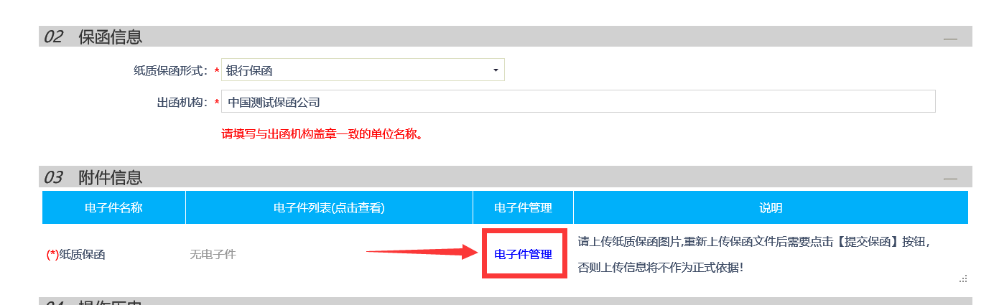 02 保函信息
纸质保函形式：* 银行保函
出函机构：* 中国测试保函公司
请填写与出函机构盖章一致的单位名称。
03 附件信息
电子件名称 电子件列表(点击查看) 电子件管理 说明
(*)纸质保函 无电子件 电子件管理 请上传纸质保函图片,重新上传保函文件后需要点击【提交保函】按钮，
否则上传信息将不作为正式依据！
04 操作历史